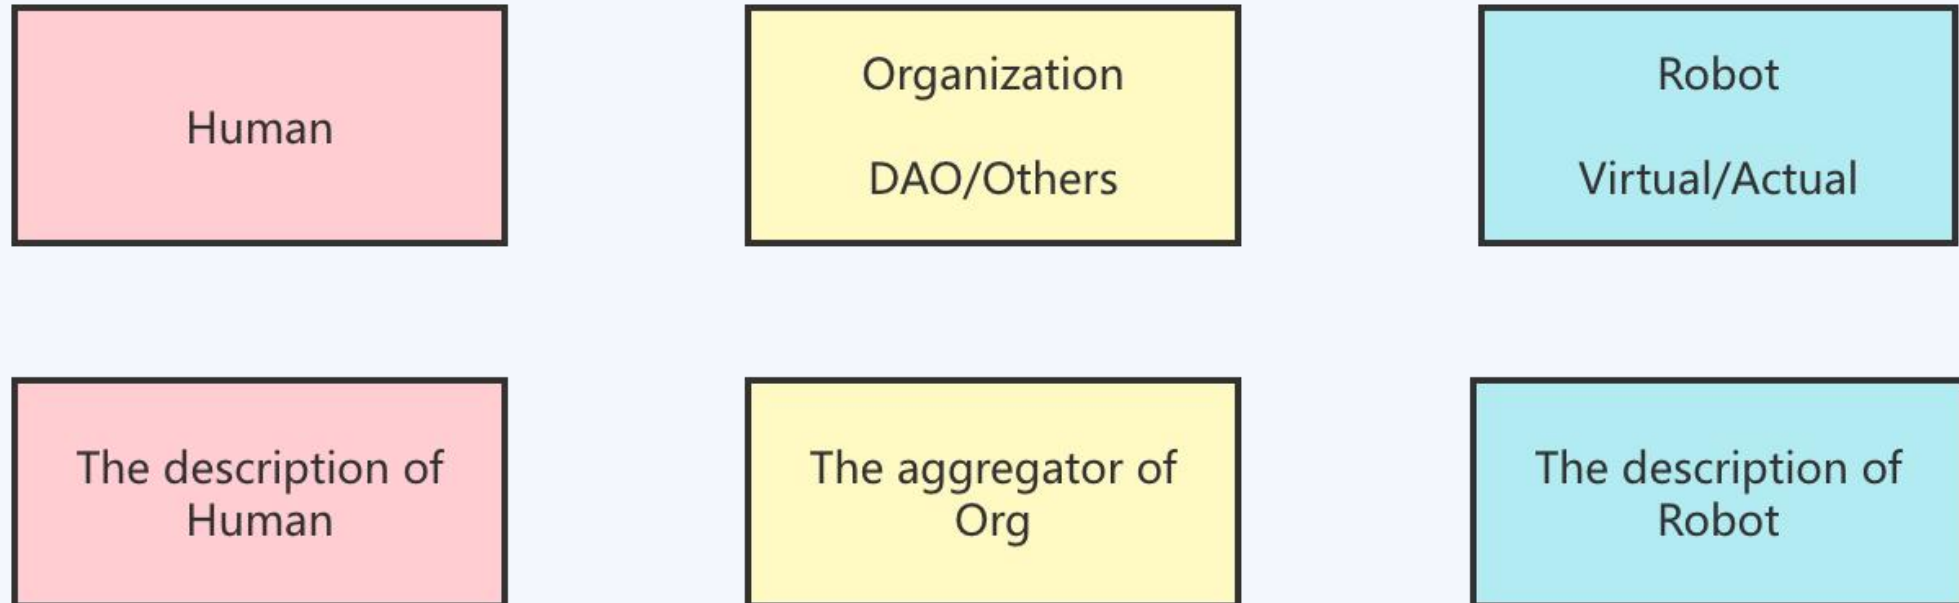 Human
Organization
DAO/Others
Robot
Virtual/Actual
The description of
Human
The aggregator of
Org
The description of
Robot